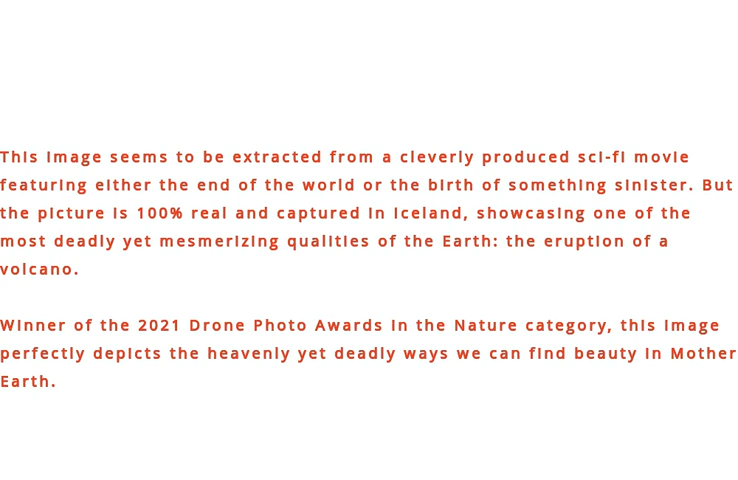 This image seems to be extracted from a cleverly produced sci-fi movie
featuring either the end of the world or the birth of something sinister. But
the picture is 100% real and captured in Iceland, showcasing one of the
most deadly yet mesmerizing qualities of the Earth: the eruption of a
volcano.
Winner of the 2021 Drone Photo Awards in the Nature category, this image
perfectly depicts the heavenly yet deadly ways we can find beauty in Mother
Earth.